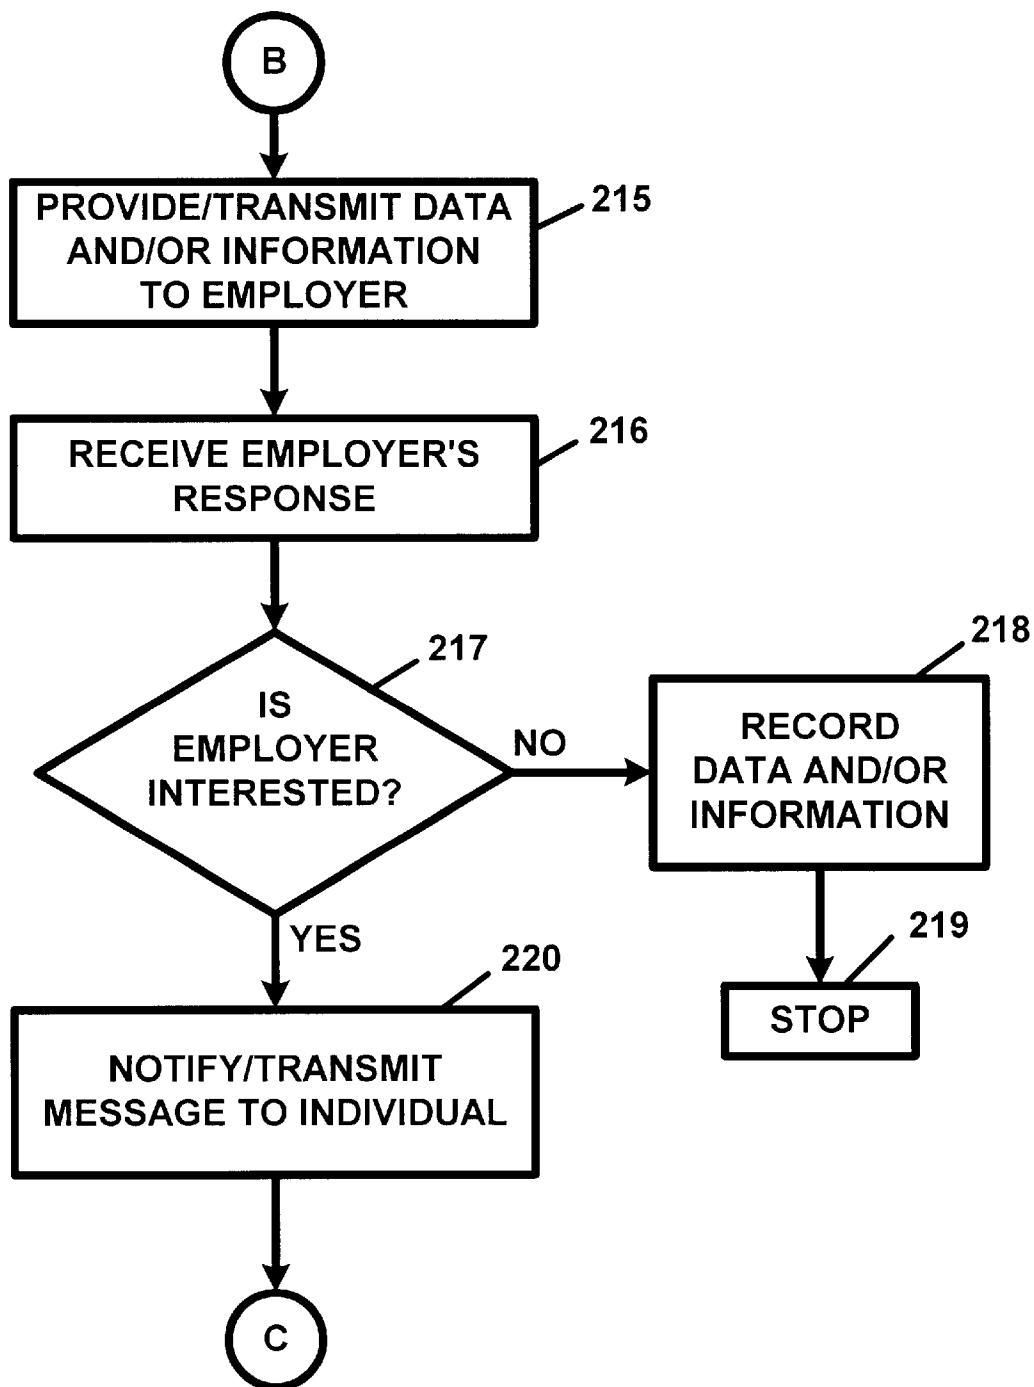 B
PROVIDE/TRANSMIT DATA
AND/OR INFORMATION
TO EMPLOYER
215
RECEIVE EMPLOYER'S
RESPONSE
216
IS
EMPLOYER
INTERESTED?
217
NO
218
RECORD
DATA AND/OR
INFORMATION
219
STOP
YES
220
NOTIFY/TRANSMIT
MESSAGE TO INDIVIDUAL
C